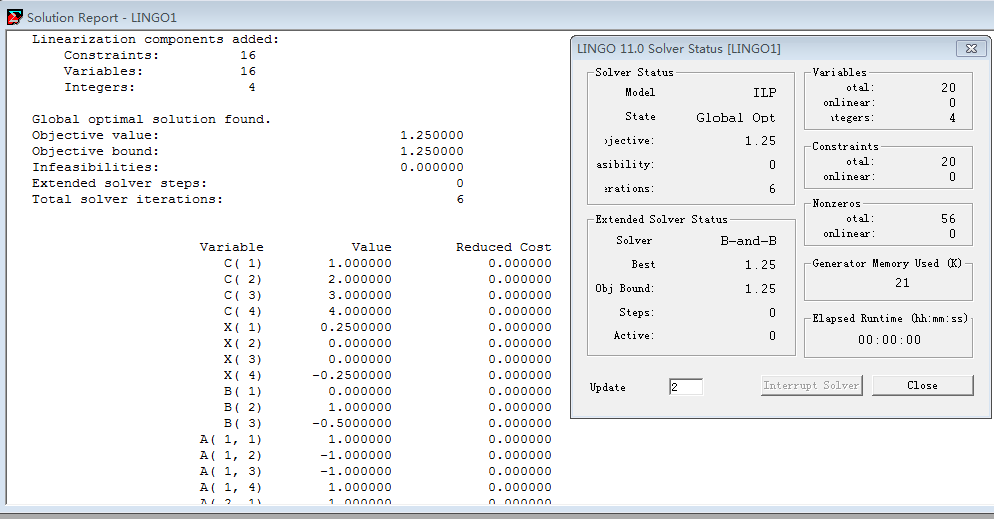 Solution Report - LINGO1
Linearization components added:
Constraints: 16
Variables: 16
Integers: 4
Global optimal solution found.
Objective value: 1.250000
Objective bound: 1.250000
Infeasibilities: 0.000000
Extended solver steps: 0
Total solver iterations: 6
Variable Value Reduced Cost
C( 1) 1.000000 0.000000
C( 2) 2.000000 0.000000
C( 3) 3.000000 0.000000
C( 4) 4.000000 0.000000
X( 1) 0.2500000 0.000000
X( 2) 0.000000 0.000000
X( 3) 0.000000 0.000000
X( 4) -0.2500000 0.000000
B( 1) 0.000000 0.000000
B( 2) 1.000000 0.000000
B( 3) -0.5000000 0.000000
A( 1, 1) 1.000000 0.000000
A( 1, 2) -1.000000 0.000000
A( 1, 3) -1.000000 0.000000
A( 1, 4) 1.000000 0.000000
LINGO 11.0 Solver Status [LINGO1]
Solver Status
Model ILP
State Global Opt
jective: 1.25
asibility: 0
erations: 6
Extended Solver Status
Solver B-and-B
Best 1.25
Obj Bound: 1.25
Steps: 0
Active: 0
Variables
otal: 20
onlinear: 0
tegers: 4
Constraints
otal: 20
onlinear: 0
Nonzeros
otal: 56
onlinear: 0
Generator Memory Used (K)
21
Elapsed Runtime (hh:mm:ss)
00:00:00
Update 2
Interrupt Solver
Close